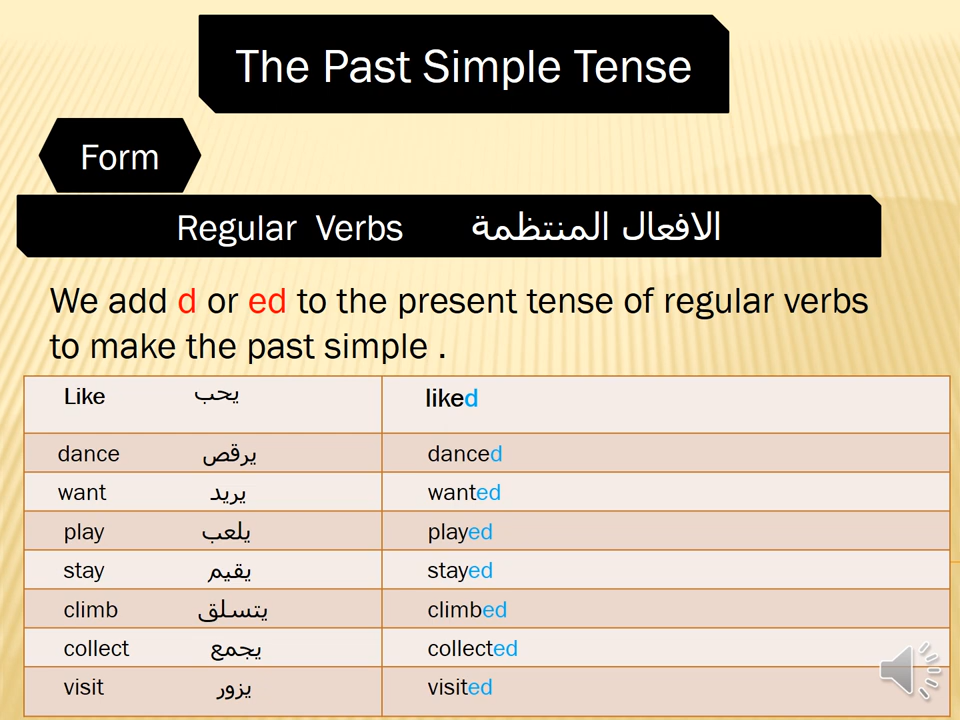 The Past Simple Tense
Form
Regular Verbs الافعال المنتظمة
We add d or ed to the present tense of regular verbs
to make the past simple .
Like يحب liked
dance يرقص danced
want يريد wanted
play يلعب played
stay يقيم stayed
climb يتسلق climbed
collect يجمع collected
visit يزور visited